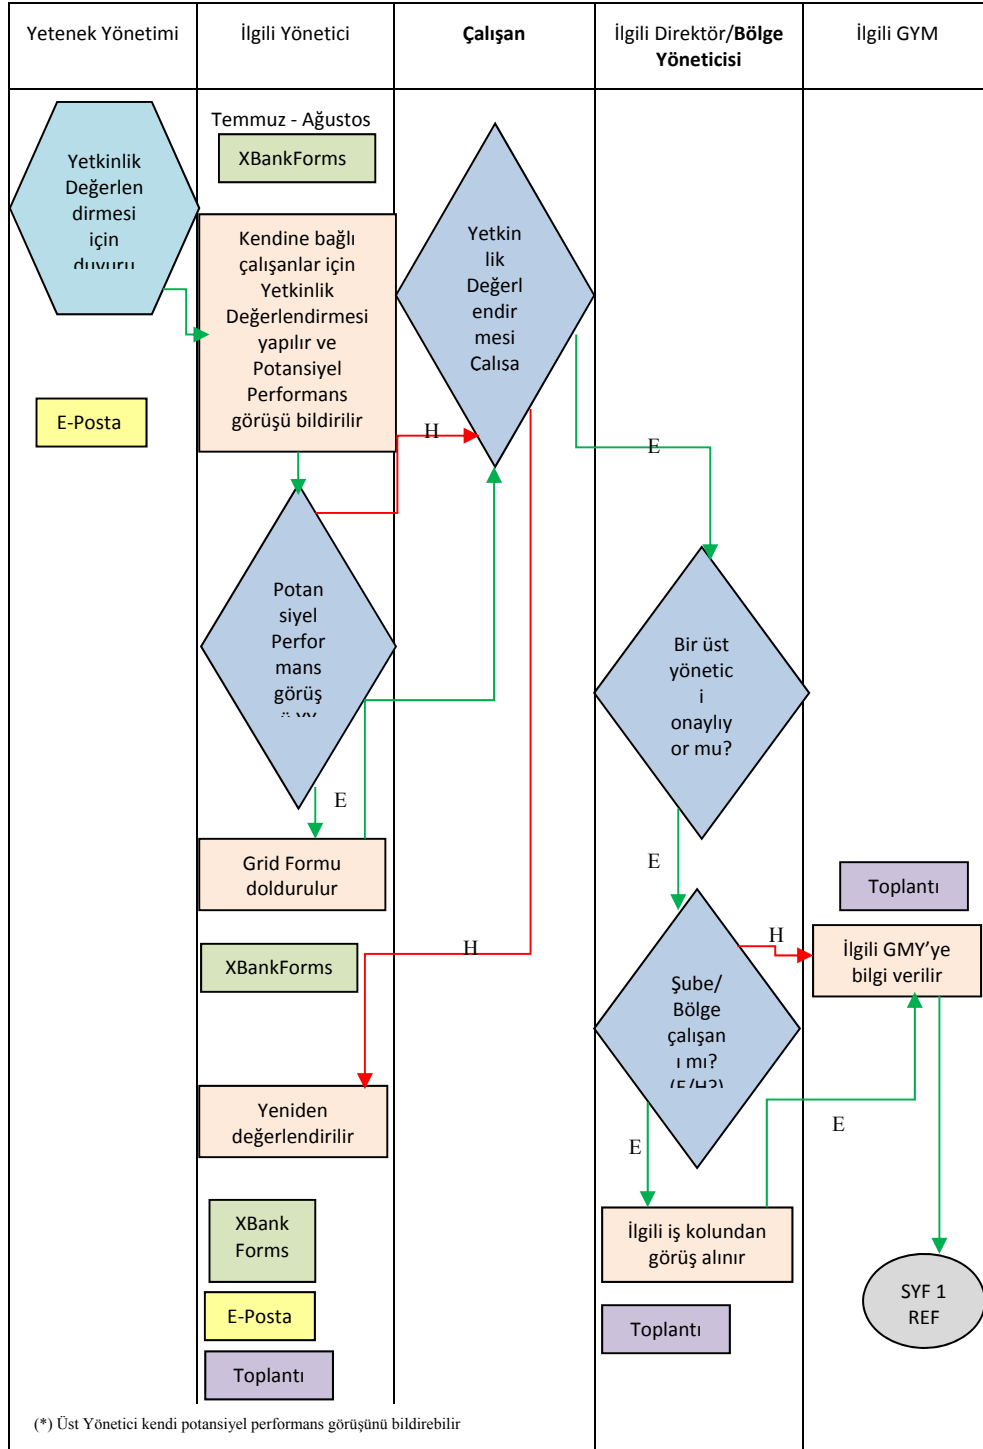 Yetenek Yönetimi
İlgili Yönetici
Çalışan
İlgili Direktör/Bölge
Yöneticisi
İlgili GYM
Yetkinlik
Değerlen
dirmesi
için
duyuru
E-Posta
Temmuz - Ağustos
XBankForms
Kendine bağlı
çalışanlar için
Yetkinlik
Değerlendirmesi
yapılır ve
Potansiyel
Performans
görüşü bildirilir
H
Potan
siyel
Perfor
mans
görüş
E
Grid Formu
doldurulur
XBankForms
H
Yeniden
değerlendirilir
XBank
Forms
E-Posta
Toplantı
Yetkin
lik
Değerl
endir
mesi
Çalışa
E
Bir üst
yönetic
i
onaylıy
or mu?
E
Şube/
Bölge
çalışan
ı mı?
(E/H?)
H
E
E
İlgili iş kolundan
görüş alınır
Toplantı
Toplantı
İlgili GMY'ye
bilgi verilir
SYF 1
REF
(*) Üst Yönetici kendi potansiyel performans görüşünü bildirebilir